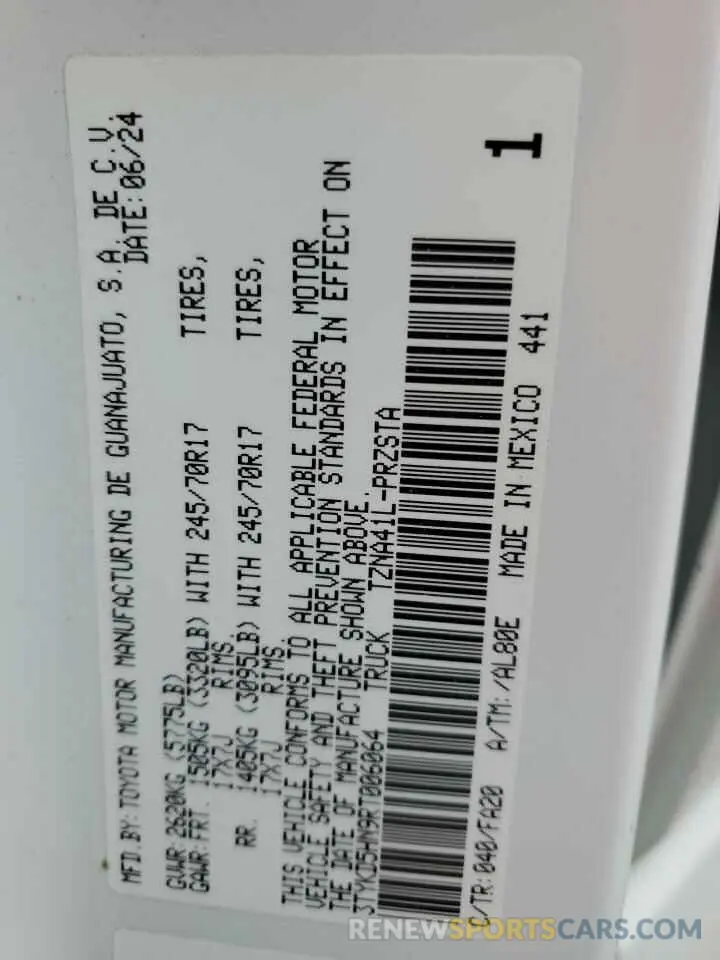 MFD. BY: TOYOTA MOTOR MANUFACTURING DE GUANAJUATO, S.A. DE C.V.
DATE: 06/24
GVWR: 2620KG (5775LB)
GAWR: FRT. 1505KG (3320LB) WITH 245/70R17 TIRES,
17X7J RIMS.
RR. 1405KG (3095LB) WITH 245/70R17 TIRES,
17X7J RIMS.
THIS VEHICLE CONFORMS TO ALL APPLICABLE FEDERAL MOTOR
VEHICLE SAFETY AND THEFT PREVENTION STANDARDS IN EFFECT ON
THE DATE OF MANUFACTURE SHOWN ABOVE.
3TYKD5HN9RT006064 TRUCK TZNA41L-PRZSTA
C/TR: 040/FA20 A/TM: /AL80E MADE IN MEXICO 441
1
RENEWSPORTSCARS.COM